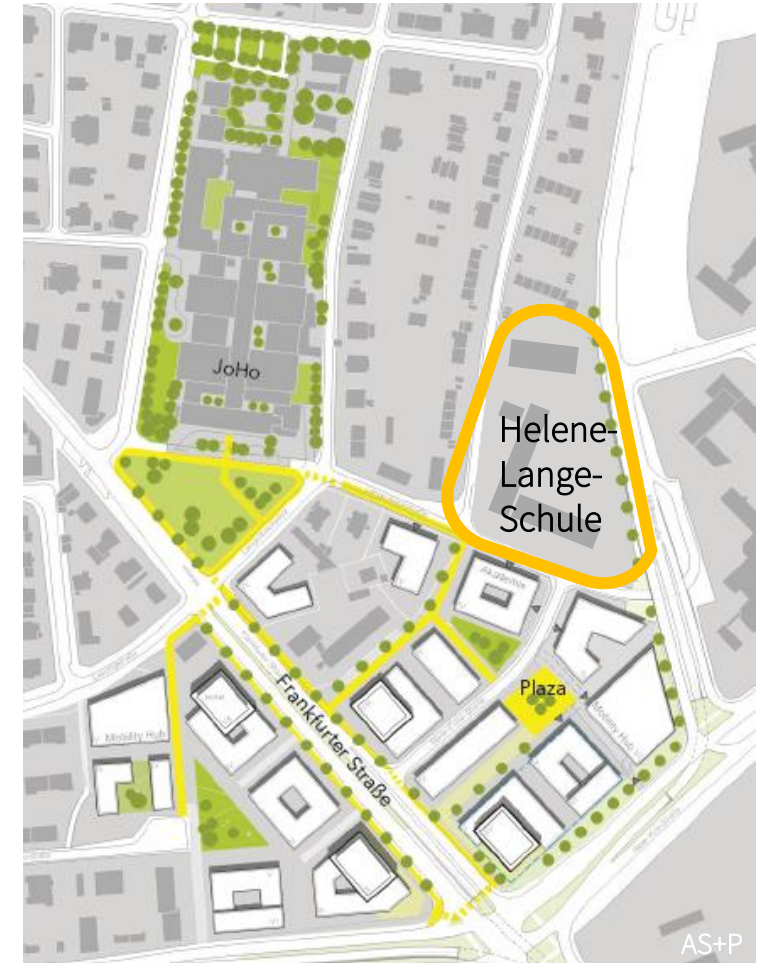 JoHo
Helene-
Lange-
Schule
Akademie
Plaza
Frankfurter Straße
Mobility Hub
Mobility Hub
AS+P